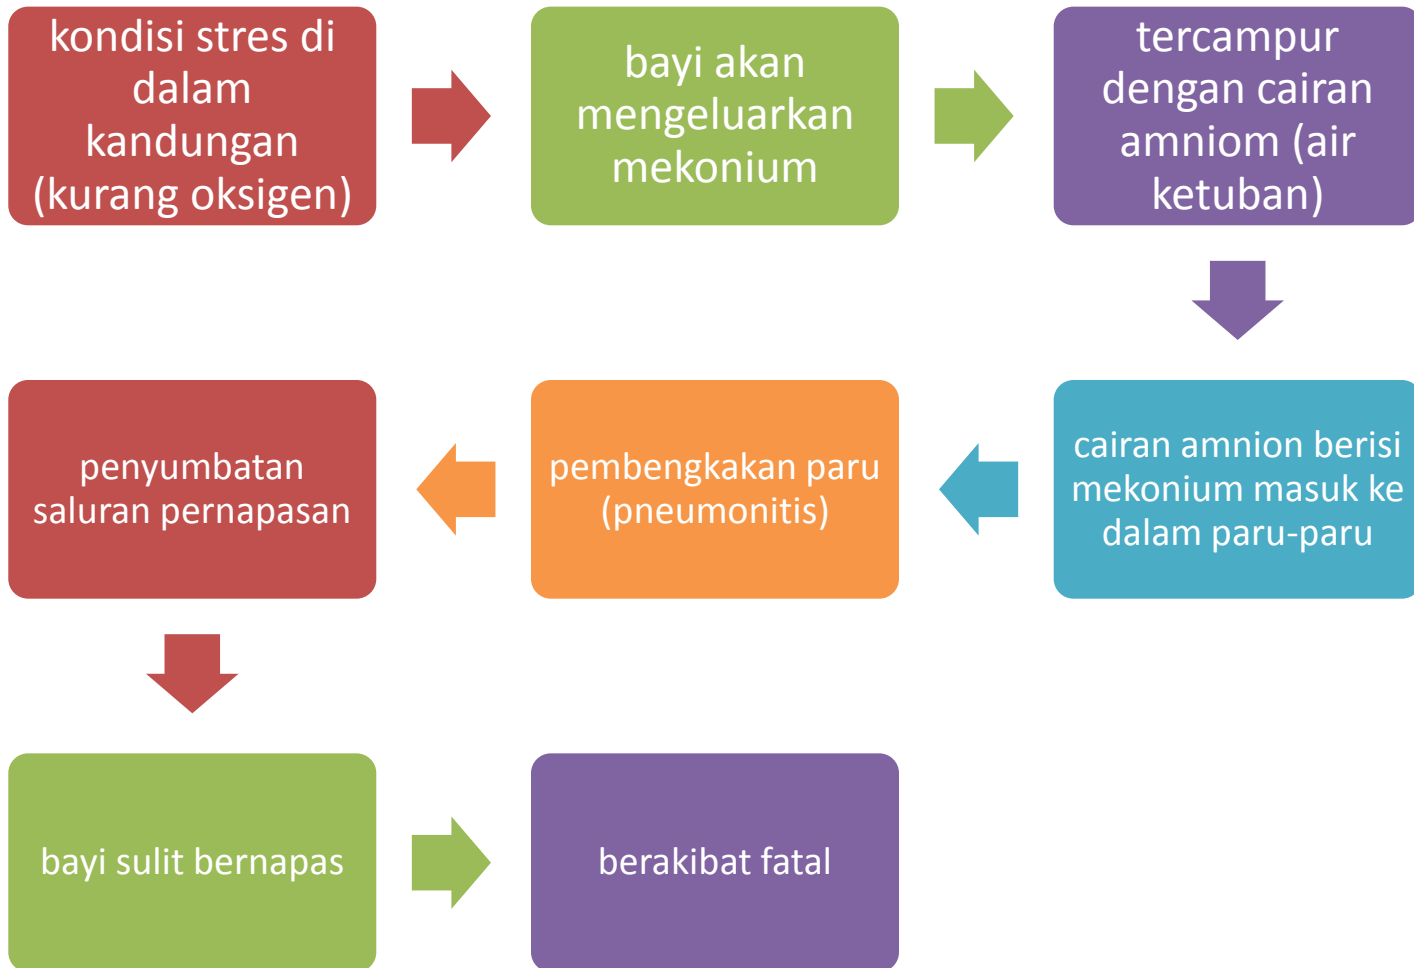 kondisi stres di
dalam
kandungan
(kurang oksigen)
bayi akan
mengeluarkan
mekonium
tercampur
dengan cairan
amniom (air
ketuban)
cairan amnion berisi
mekonium masuk ke
dalam paru-paru
pembengkakan paru
(pneumonitis)
penyumbatan
saluran pernapasan
bayi sulit bernapas
berakibat fatal